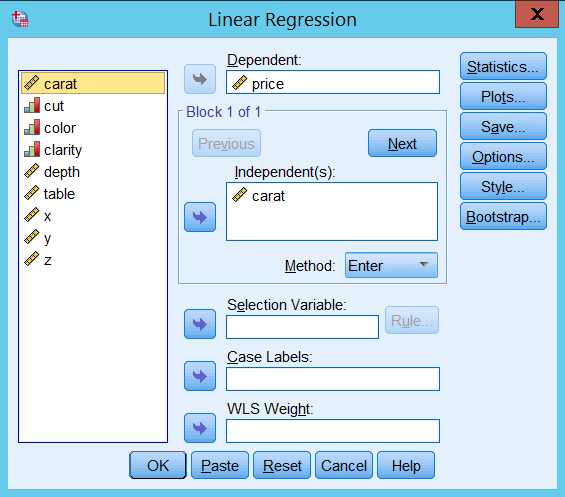 Linear Regression
X
carat
cut
color
clarity
depth
table
x
y
z
Dependent:
price
Block 1 of 1
Previous
Next
Independent(s):
carat
Method: Enter
Selection Variable:
Rule...
Case Labels:
WLS Weight:
Statistics...
Plots...
Save...
Options...
Style...
Bootstrap...
OK Paste Reset Cancel Help